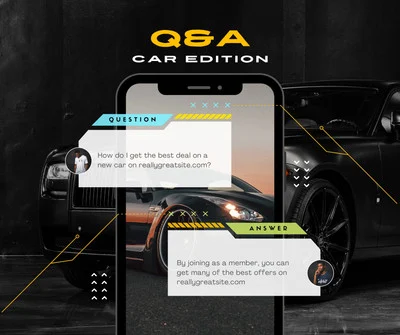 Q&A
CAR EDITION
QUESTION
How do I get the best deal on a
new car on reallygreatsite.com?
ANSWER
By joining as a member, you can
get many of the best offers on
reallygreatsite.com